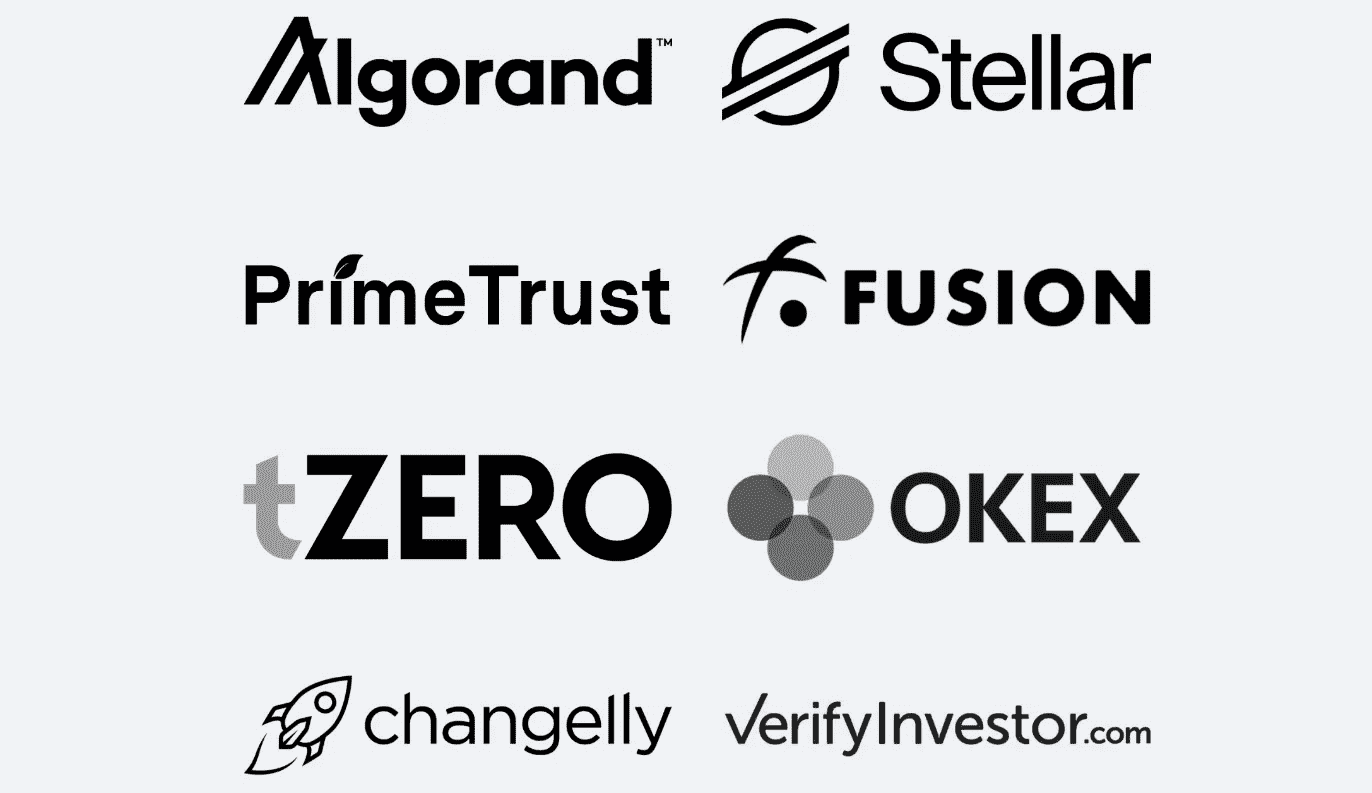 Algorand™ Stellar
PrimeTrust FUSION
tZERO OKEX
changelly VerifyInvestor.com